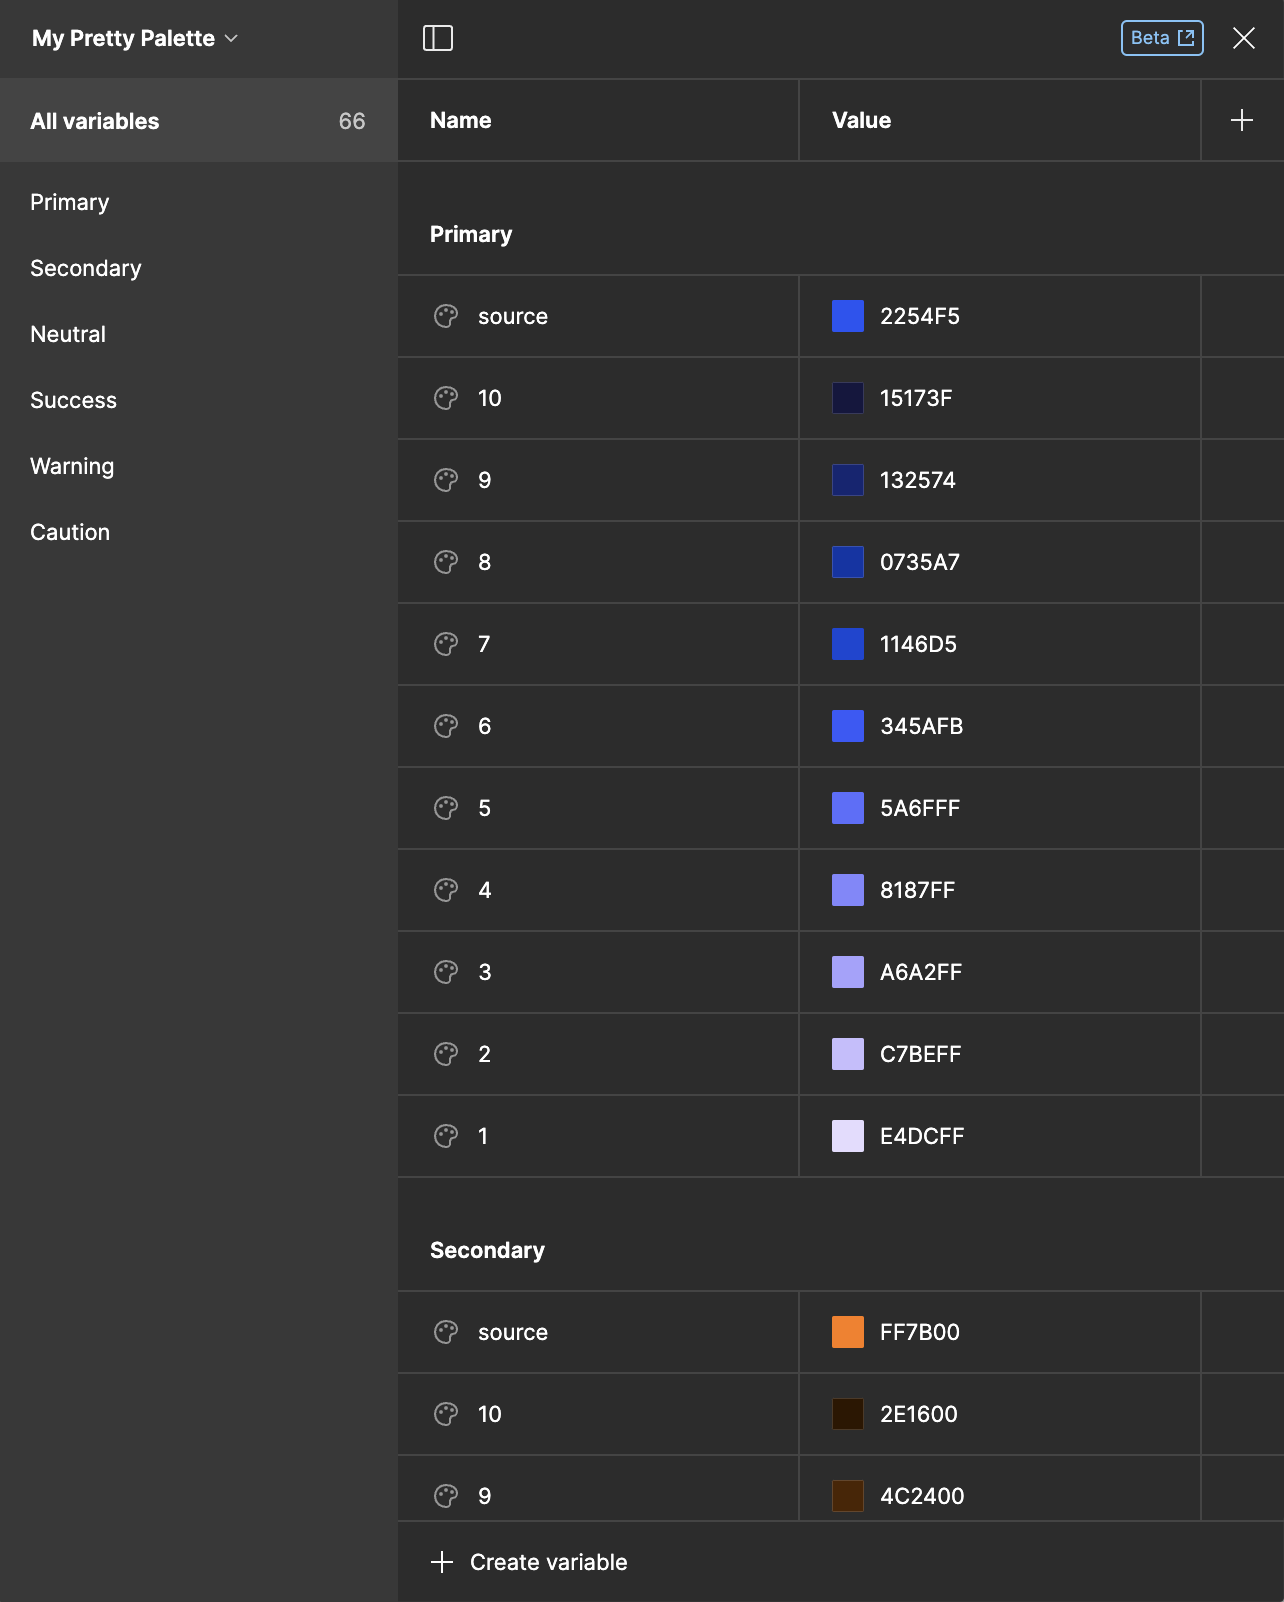 My Pretty Palette
Beta
All variables 66
Name Value
Primary
Secondary
Neutral
Success
Warning
Caution
Primary
source 2254F5
10 15173F
9 132574
8 0735A7
7 1146D5
6 345AFB
5 5A6FFF
4 8187FF
3 A6A2FF
2 C7BEFF
1 E4DCFF
Secondary
source FF7B00
10 2E1600
9 4C2400
Create variable